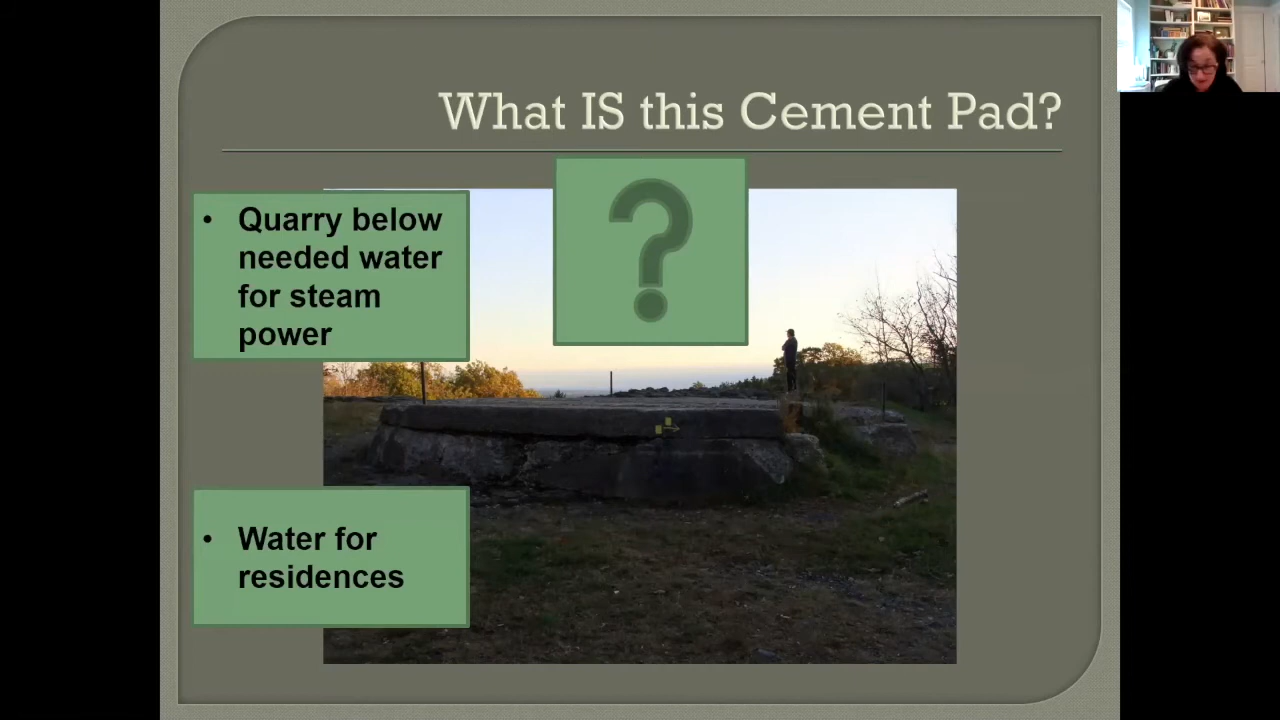 What IS this Cement Pad?
?
• Quarry below
needed water
for steam
power
• Water for
residences